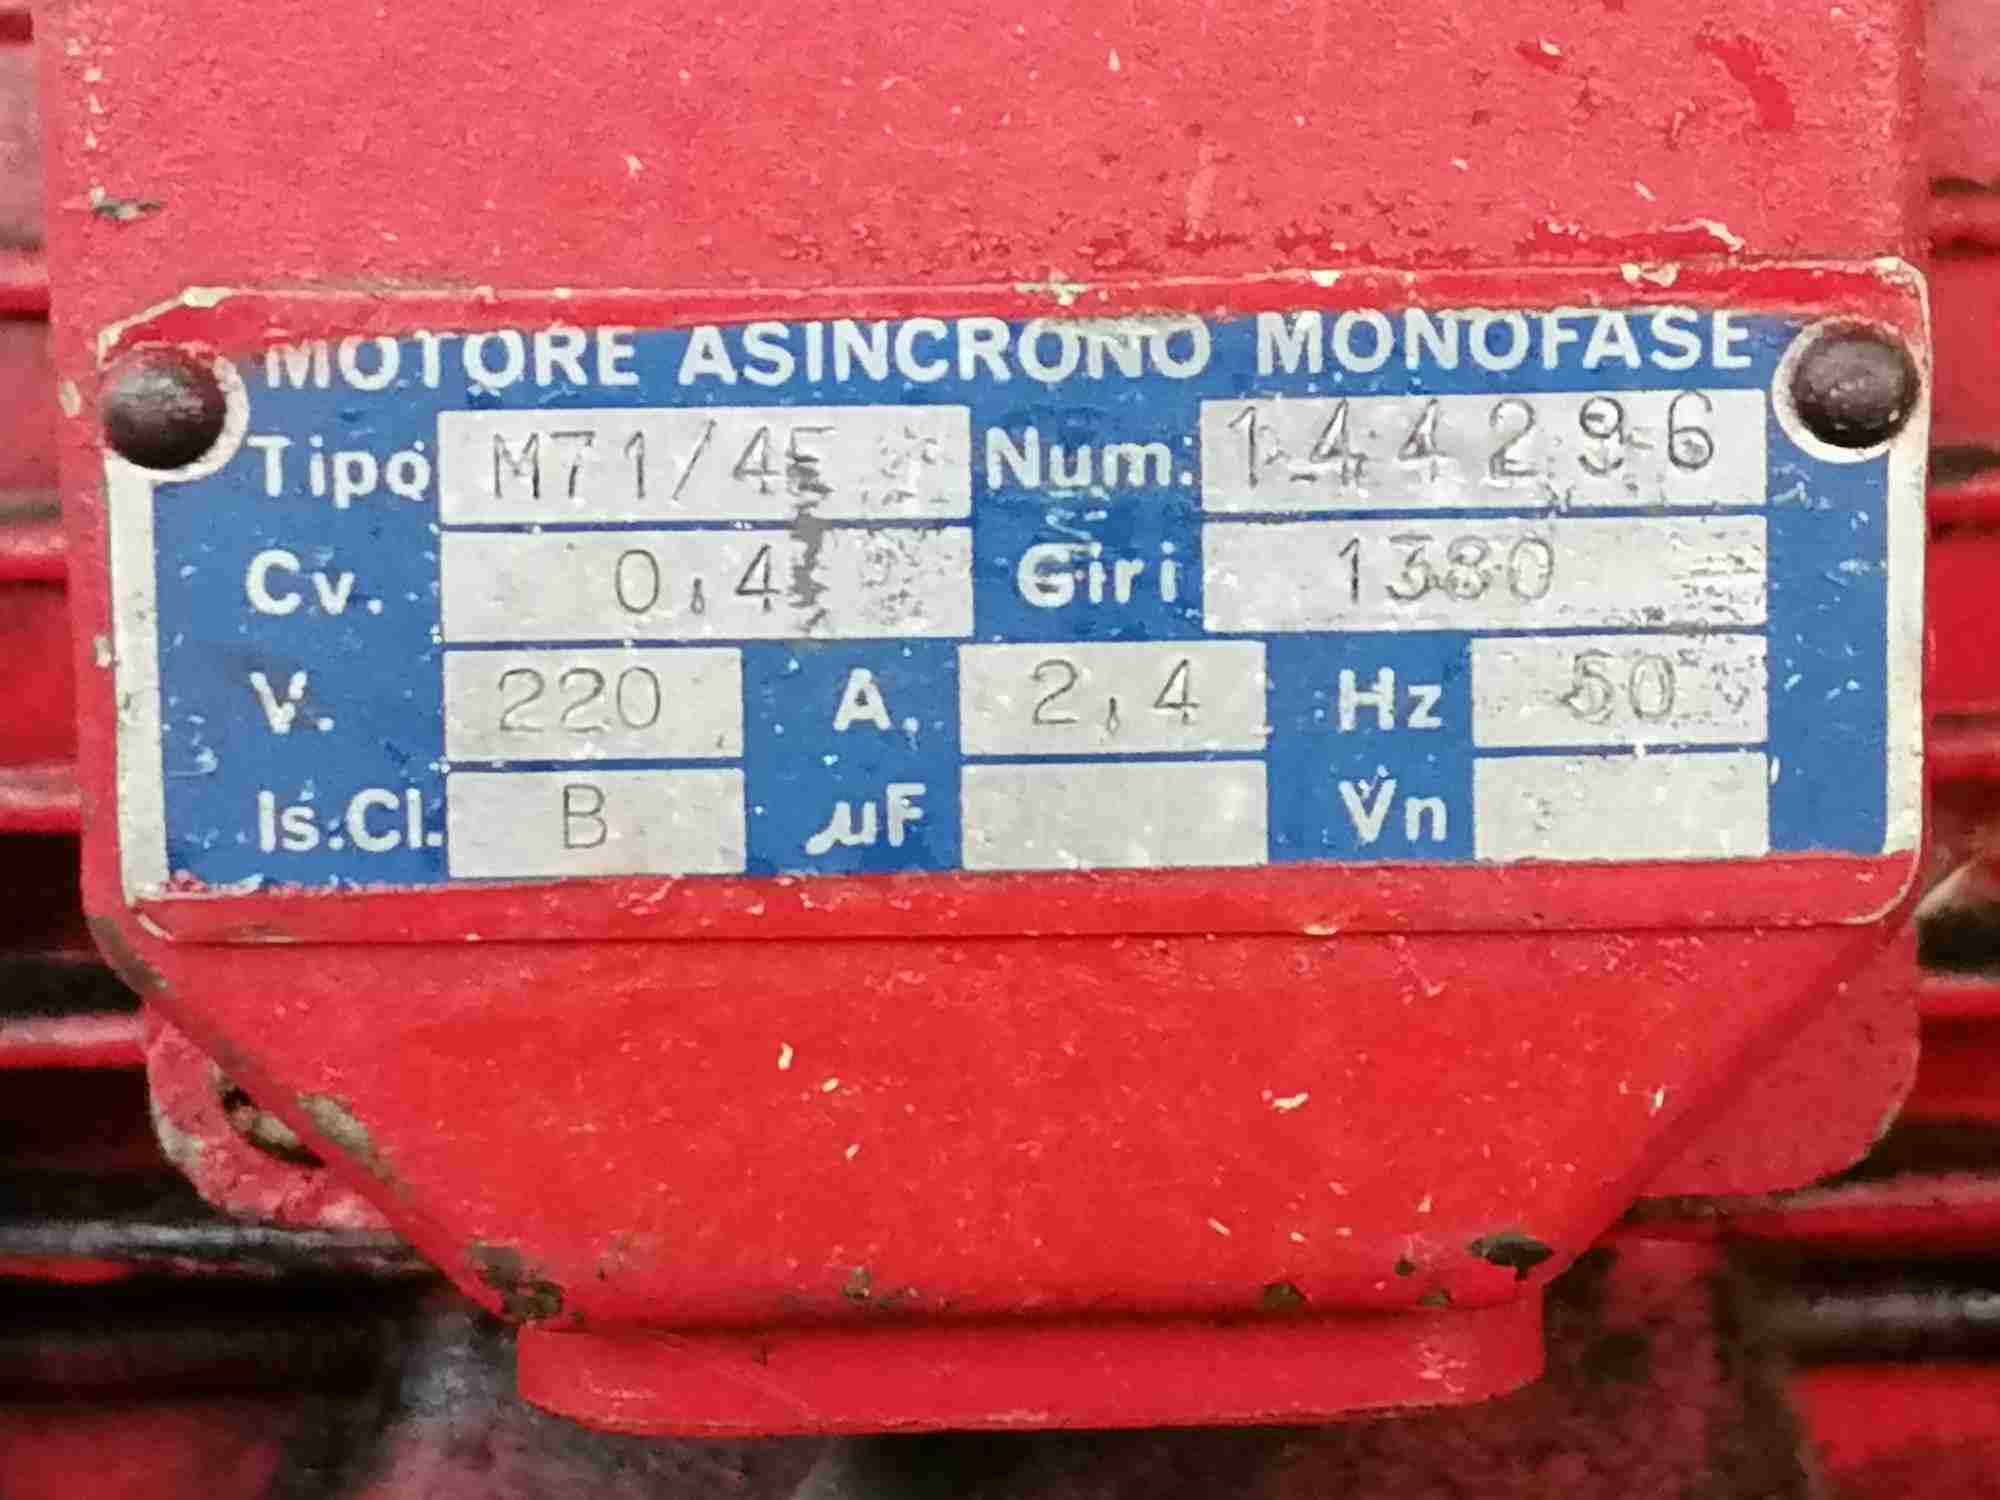 MOTORE ASINCRONO MONOFASE
Tipo M71/4E Num. 144296
Cv. 0,4 Giri 1380
V. 220 A. 2,4 Hz 50
Is.Cl. B µF Vn